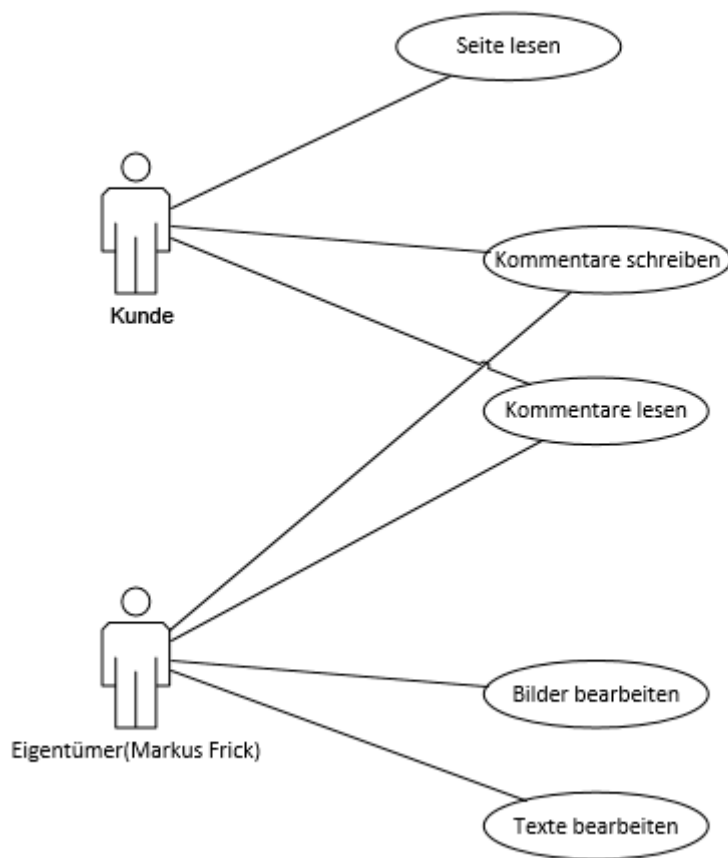 Seite lesen
Kommentare schreiben
Kunde
Kommentare lesen
Bilder bearbeiten
Eigentümer(Markus Frick)
Texte bearbeiten